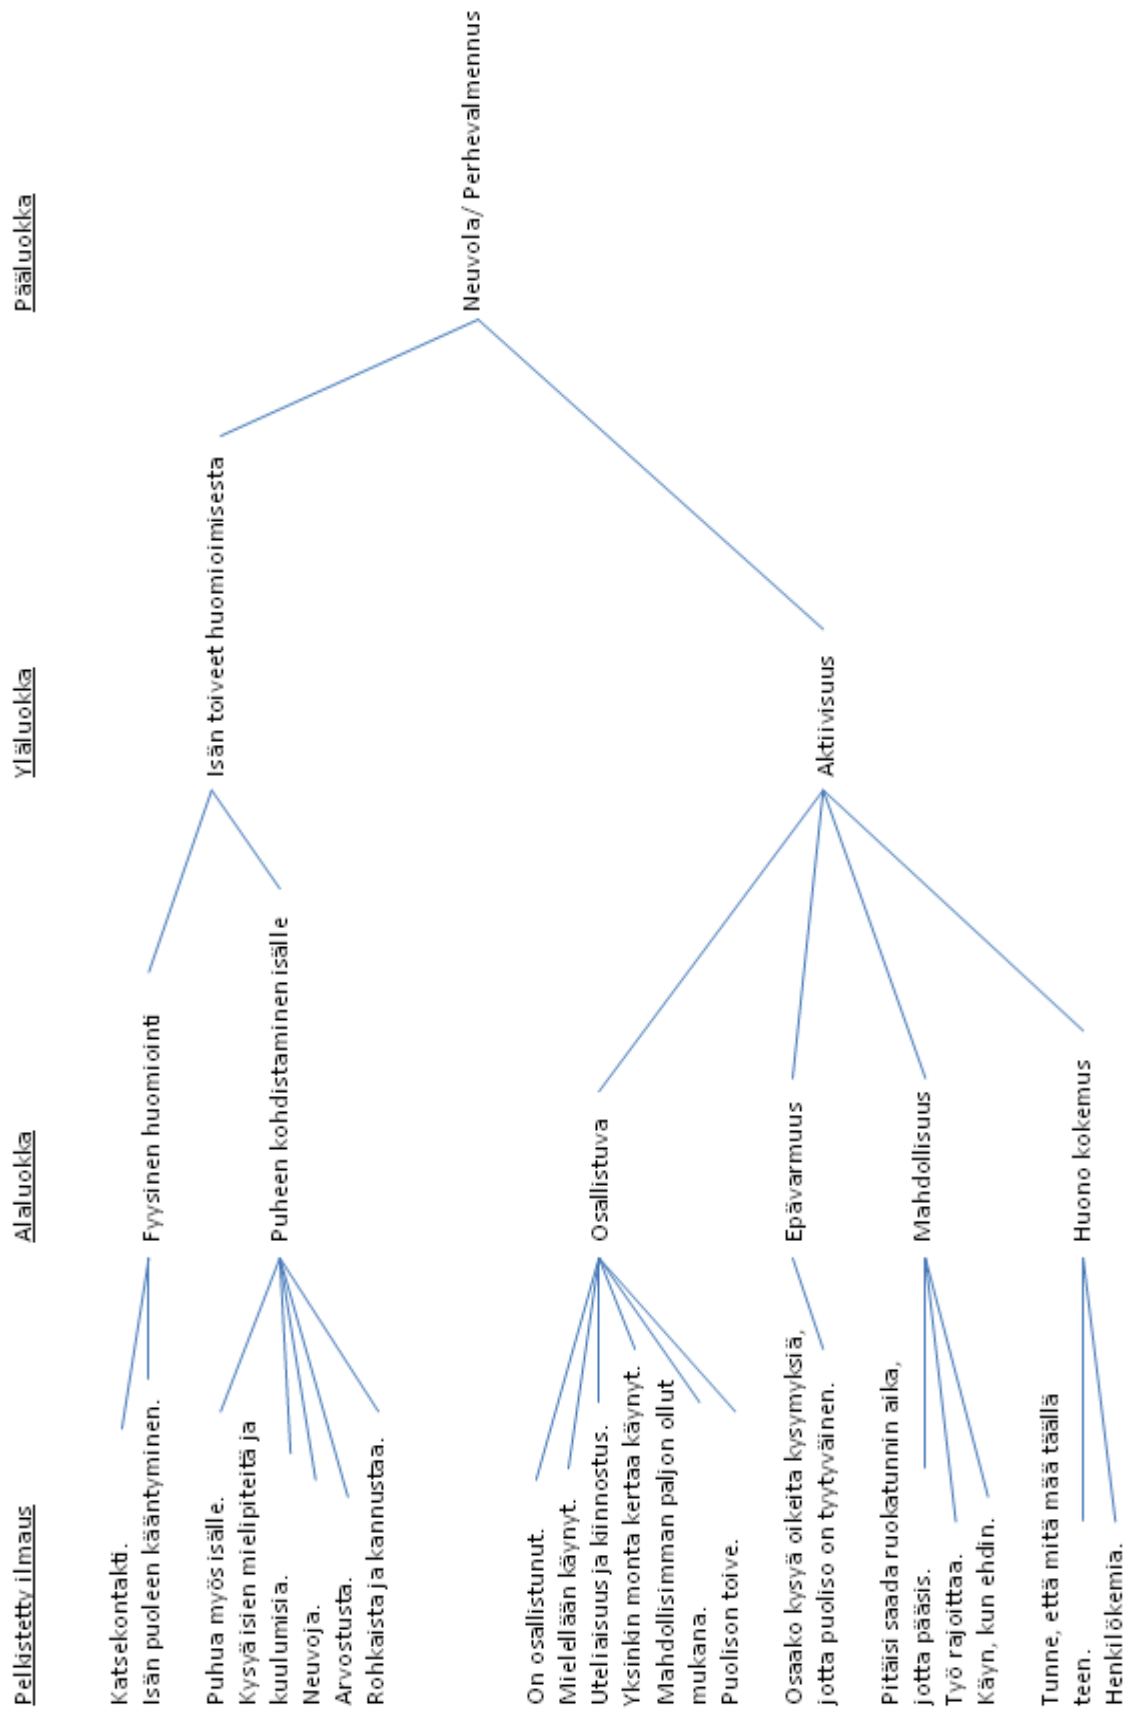 Pelkistetty ilmaus
Alaluokka
Yläluokka
Pääluokka
Katsekontakti.
Isän puoleen kääntyminen.
Fyysinen huomiointi
Puhua myös isälle.
Kysyä isien mielipiteitä ja
kuulumisia.
Neuvoja.
Arvostusta.
Rohkaista ja kannustaa.
Puheen kohdistaminen isälle
Isän toiveet huomioimisesta
On osallistunut.
Mielellään käynyt.
Uteliaisuus ja kiinnostus.
Yksinkin monta kertaa käynyt.
Mahdollisimman paljon ollut
mukana.
Puolison toive.
Osallistuva
Osaako kysyä oikeita kysymyksiä,
jotta puoliso on tyytyväinen.
Epävarmuus
Pitäisi saada ruokatunnin aika,
jotta pääsis.
Työ rajoittaa.
Käyn, kun ehdin.
Mahdollisuus
Tunne, että mitä mää täällä
teen.
Henkilökemia.
Huono kokemus
Aktiivisuus
Neuvola/ Perhevalmennus